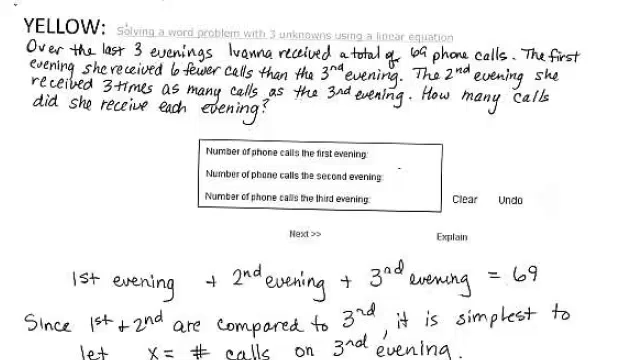 YELLOW: Solving a word problem with 3 unknowns using a linear equation
Over the last 3 evenings Ivanna received a total of 69 phone calls. The first
evening she received 6 fewer calls than the 3rd evening. The 2nd evening she
received 3 times as many calls as the 3rd evening. How many calls
did she receive each evening?
Number of phone calls the first evening:
Number of phone calls the second evening:
Number of phone calls the third evening:
Clear Undo
Next >>
Explain
1st evening + 2nd evening + 3rd evening = 69
Since 1st + 2nd are compared to 3rd, it is simplest to
let x = # calls on 3rd evening.